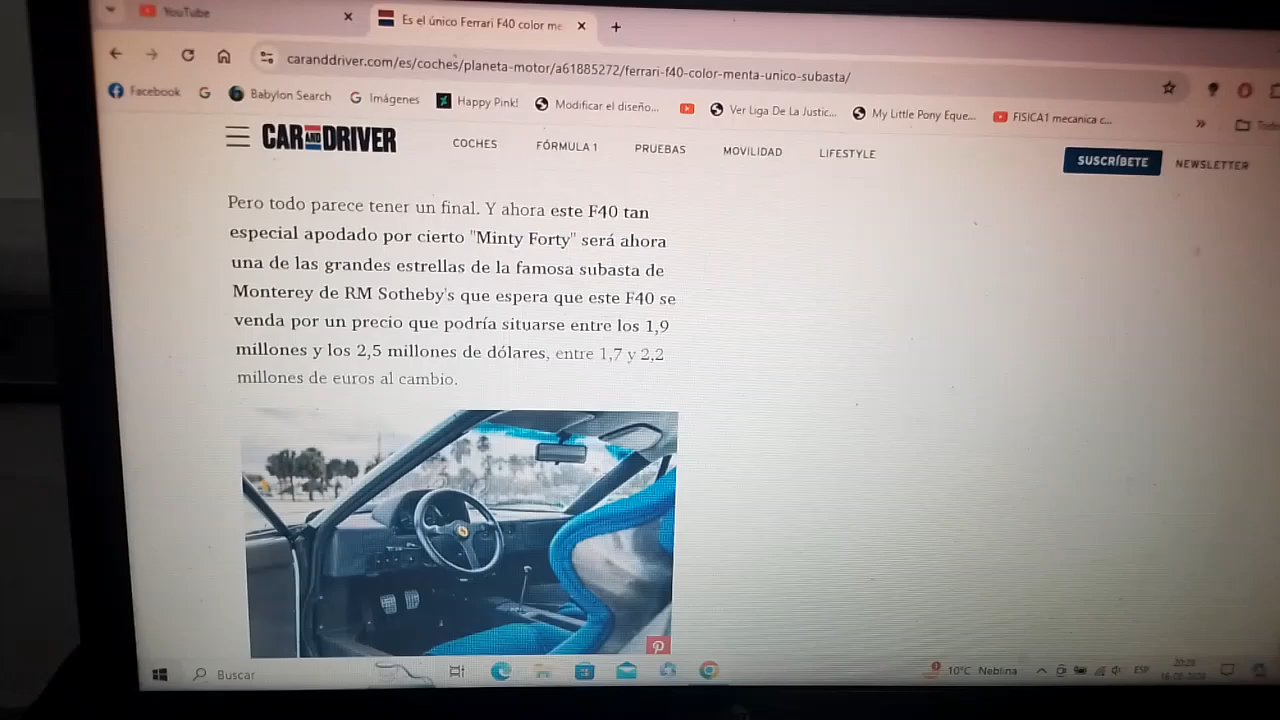 YouTube
Es el único Ferrari F40 color me
caranddriver.com/es/coches/planeta-motor/a61885272/ferrari-f40-color-menta-unico-subasta/
Facebook
Babylon Search
Imágenes
Happy Pink!
Modificar el diseño...
Ver Liga De La Justic...
My Little Pony Eque...
FISICA1 mecanica c...
»
CAR AND DRIVER
COCHES
FÓRMULA 1
PRUEBAS
MOVILIDAD
LIFESTYLE
SUSCRÍBETE
NEWSLETTER
Pero todo parece tener un final. Y ahora este F40 tan
especial apodado por cierto "Minty Forty" será ahora
una de las grandes estrellas de la famosa subasta de
Monterey de RM Sotheby's que espera que este F40 se
venda por un precio que podría situarse entre los 1,9
millones y los 2,5 millones de dólares, entre 1,7 y 2,2
millones de euros al cambio.
Buscar
10°C Neblina
ESP